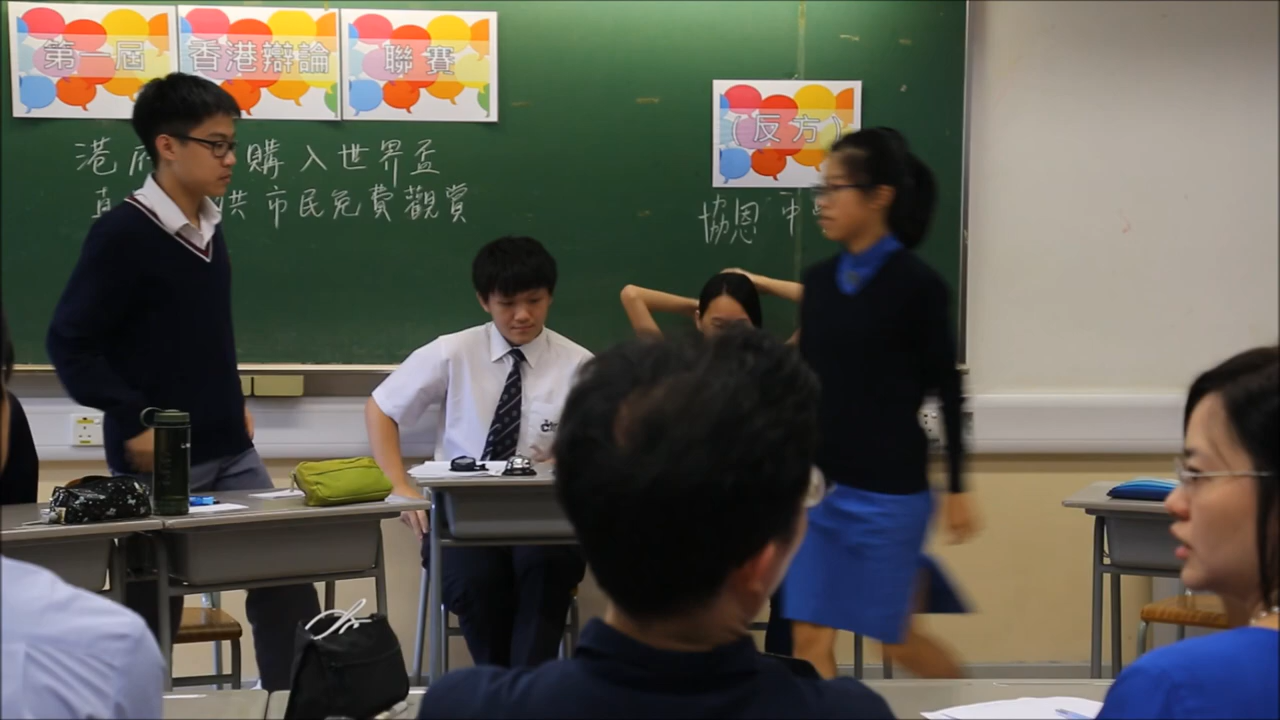 第一屆
香港辯論
聯賽
(反方)
港府 購入世界盃
直 供市民免費觀賞
協恩中